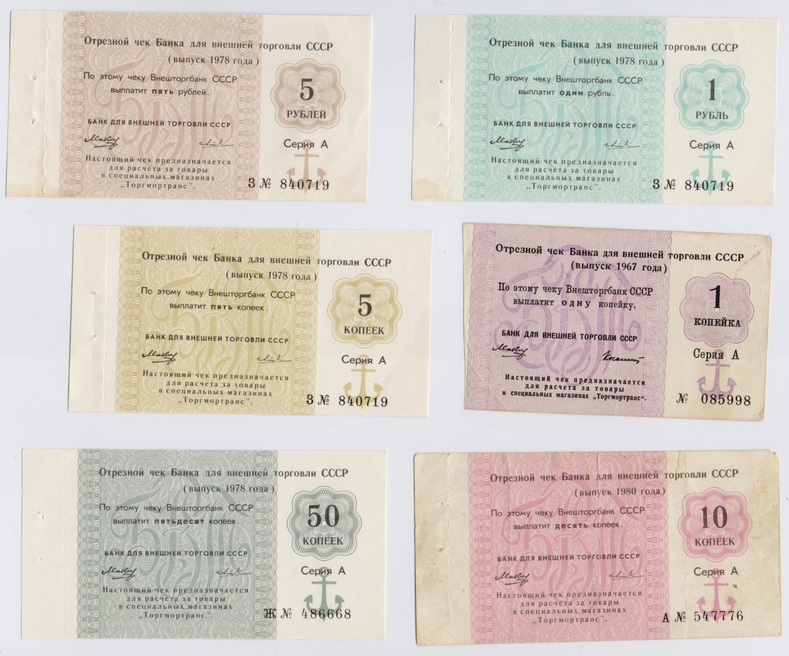 Отрезной чек Банка для внешней торговли СССР
(выпуск 1978 года)
По этому чеку Внешторгбанк СССР
выплатит пять рублей.
5
РУБЛЕЙ
БАНК ДЛЯ ВНЕШНЕЙ ТОРГОВЛИ СССР
Серия А
Настоящий чек предназначается
для расчета за товары
в специальных магазинах
„Торгмортранс".
З № 840719
Отрезной чек Банка для внешней торговли СССР
(выпуск 1978 года)
По этому чеку Внешторгбанк СССР
выплатит один рубль.
1
РУБЛЬ
БАНК ДЛЯ ВНЕШНЕЙ ТОРГОВЛИ СССР
Серия А
Настоящий чек предназначается
для расчета за товары
в специальных магазинах
„Торгмортранс".
З № 840719
Отрезной чек Банка для внешней торговли СССР
(выпуск 1978 года)
По этому чеку Внешторгбанк СССР
выплатит пять копеек.
5
КОПЕЕК
БАНК ДЛЯ ВНЕШНЕЙ ТОРГОВЛИ СССР
Серия А
Настоящий чек предназначается
для расчета за товары
в специальных магазинах
„Торгмортранс".
З № 840719
Отрезной чек Банка для внешней торговли СССР
(выпуск 1967 года)
По этому чеку Внешторгбанк СССР
выплатит ОДНУ копейку.
1
КОПЕЙКА
БАНК ДЛЯ ВНЕШНЕЙ ТОРГОВЛИ СССР
Серия А
Настоящий чек предназначается
для расчета за товары
в специальных магазинах „Торгмортранс".
№ 085998
Отрезной чек Банка для внешней торговли СССР
(выпуск 1978 года)
По этому чеку Внешторгбанк СССР
выплатит пятьдесят копеек
50
КОПЕЕК
БАНК ДЛЯ ВНЕШНЕЙ ТОРГОВЛИ СССР
Серия А
Настоящий чек предназначается
для расчета за товары
в специальных магазинах
„Торгмортранс".
Ж № 486668
Отрезной чек Банка для внешней торговли СССР
(выпуск 1980 года)
По этому чеку Внешторгбанк СССР
выплатит десять копеек.
10
КОПЕЕК
БАНК ДЛЯ ВНЕШНЕЙ ТОРГОВЛИ СССР
Серия А
Настоящий чек предназначается
для расчета за товары
в специальных магазинах
„Торгмортранс".
А № 547776